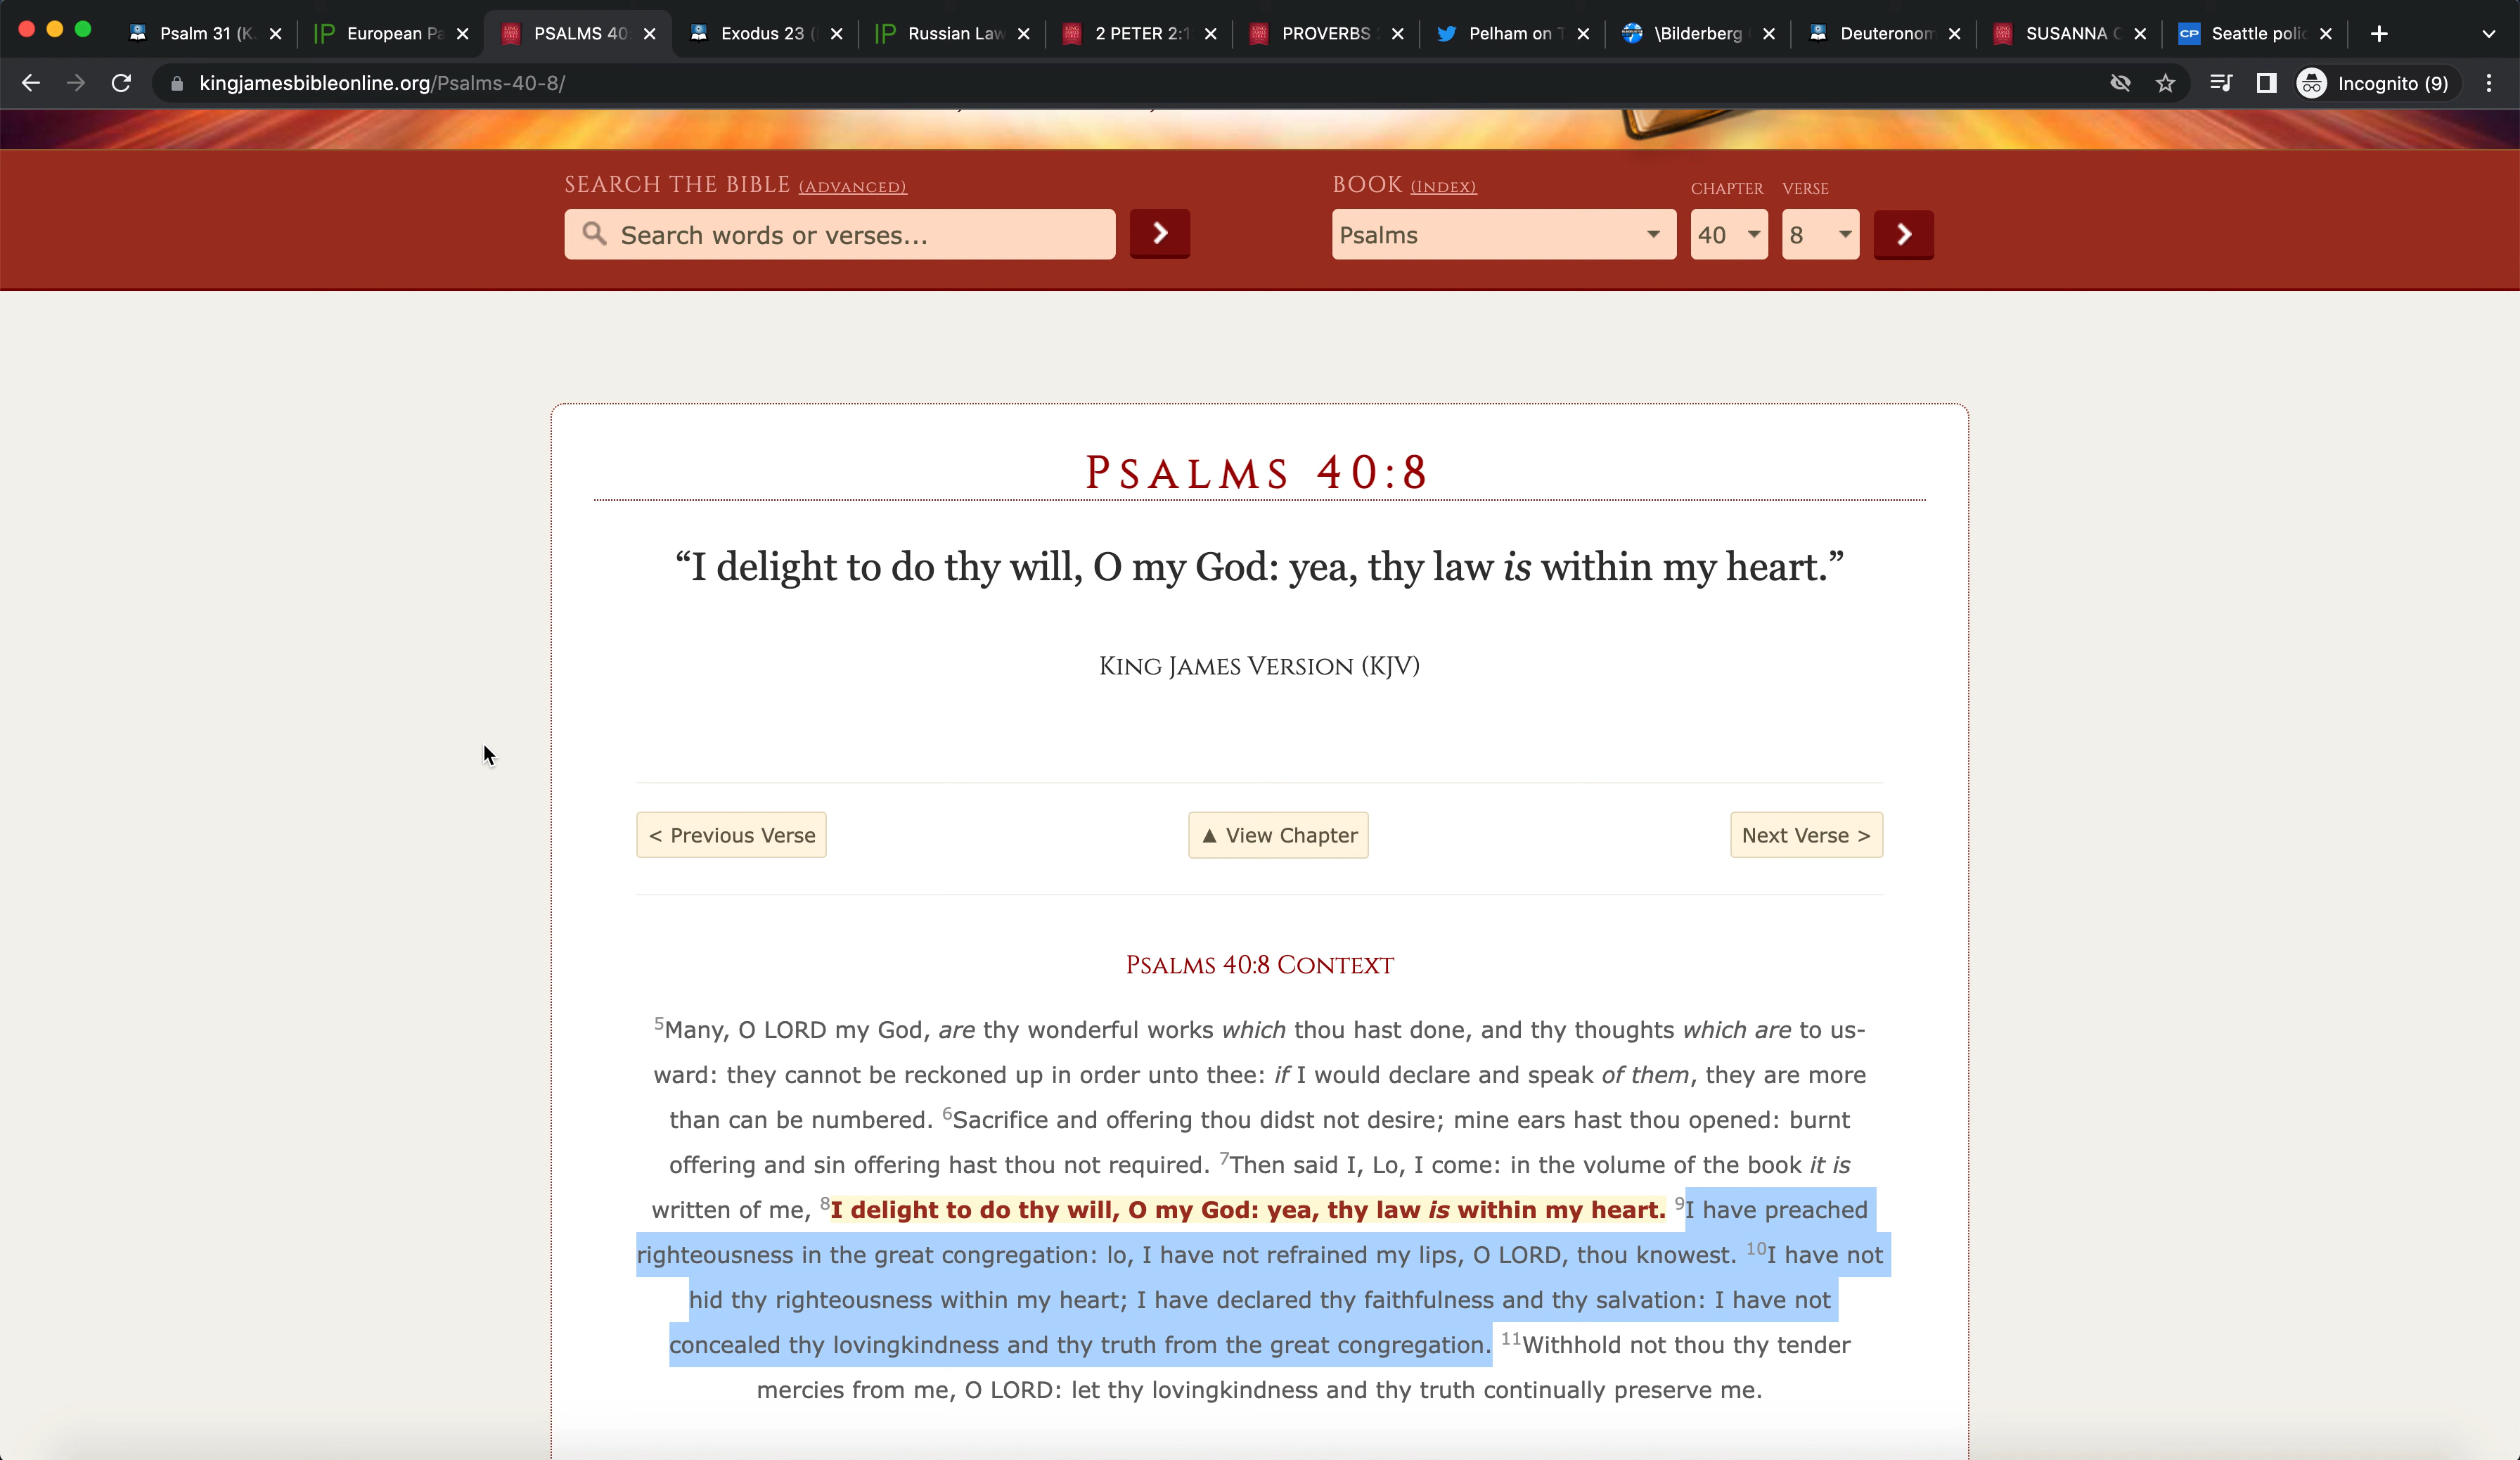 Psalm 31 (K
European Pa
PSALMS 40:
Exodus 23 (
Russian Law
2 PETER 2:1
PROVERBS
Pelham on T
\Bilderberg
Deuteronom
SUSANNA C
CP Seattle polic
kingjamesbibleonline.org/Psalms-40-8/
Incognito (9)
SEARCH THE BIBLE (ADVANCED)
BOOK (INDEX)
CHAPTER
VERSE
Search words or verses...
Psalms
40
8
PSALMS 40:8
“I delight to do thy will, O my God: yea, thy law is within my heart.”
KING JAMES VERSION (KJV)
< Previous Verse
▲ View Chapter
Next Verse >
PSALMS 40:8 CONTEXT
5Many, O LORD my God, are thy wonderful works which thou hast done, and thy thoughts which are to us-
ward: they cannot be reckoned up in order unto thee: if I would declare and speak of them, they are more
than can be numbered. 6Sacrifice and offering thou didst not desire; mine ears hast thou opened: burnt
offering and sin offering hast thou not required. 7Then said I, Lo, I come: in the volume of the book it is
written of me, 8I delight to do thy will, O my God: yea, thy law is within my heart. 9I have preached
righteousness in the great congregation: lo, I have not refrained my lips, O LORD, thou knowest. 10I have not
hid thy righteousness within my heart; I have declared thy faithfulness and thy salvation: I have not
concealed thy lovingkindness and thy truth from the great congregation. 11Withhold not thou thy tender
mercies from me, O LORD: let thy lovingkindness and thy truth continually preserve me.